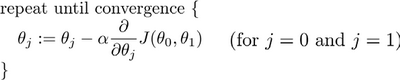 repeat until convergence {
θ_j := θ_j − α ∂/∂θ_j J(θ_0, θ_1) (for j = 0 and j = 1)
}